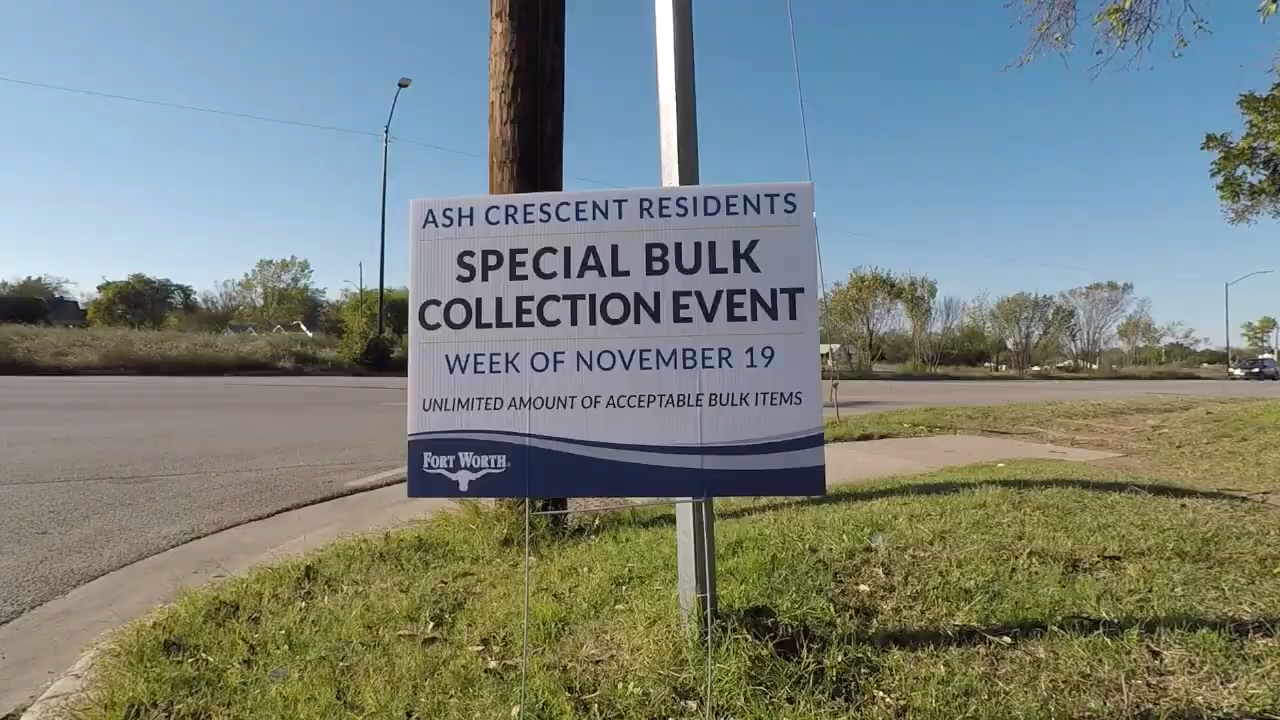 ASH CRESCENT RESIDENTS
SPECIAL BULK
COLLECTION EVENT
WEEK OF NOVEMBER 19
UNLIMITED AMOUNT OF ACCEPTABLE BULK ITEMS
FORT WORTH®